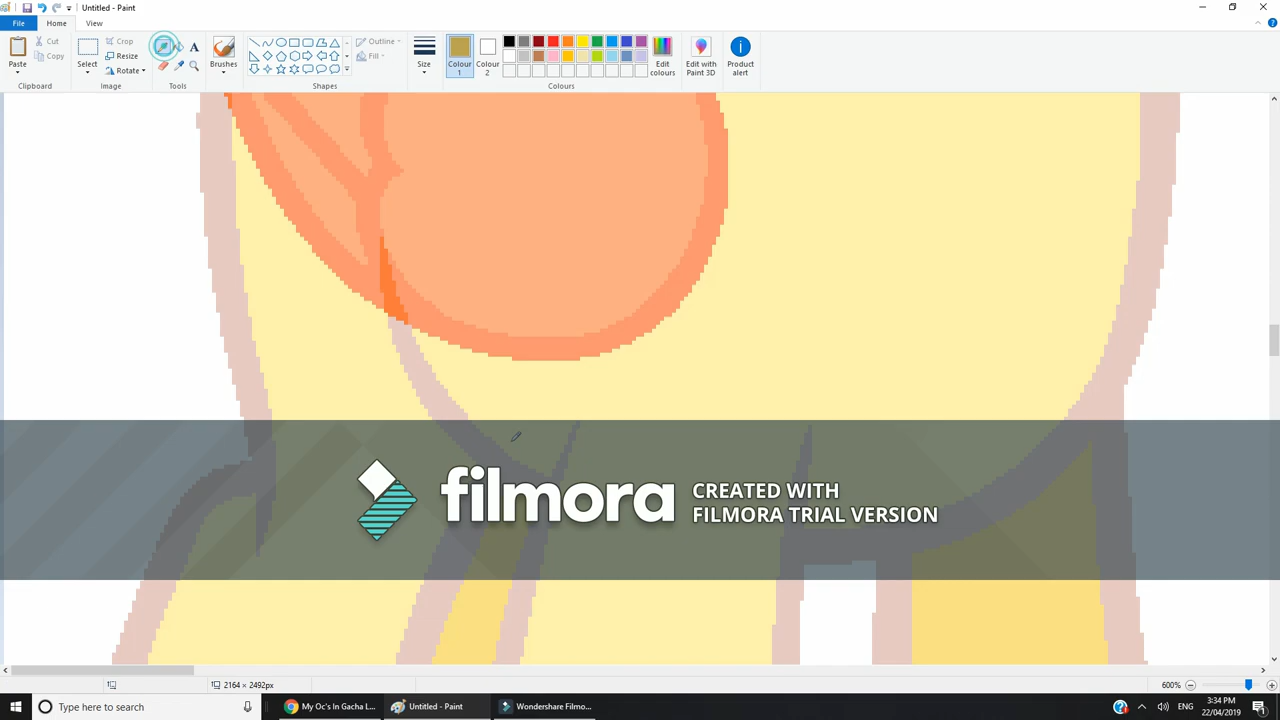 Untitled - Paint
File Home View
Paste
Cut
Copy
Clipboard
Select
Crop
Resize
Rotate
Image
A
Tools
Brushes
Shapes
Outline
Fill
Size
Colour 1
Colour 2
Colours
Edit colours
Edit with Paint 3D
Product alert
filmora
CREATED WITH
FILMORA TRIAL VERSION
2164 × 2492px
600%
Type here to search
My Oc's In Gacha L...
Untitled - Paint
Wondershare Filmo...
ENG
3:34 PM
22/04/2019
1